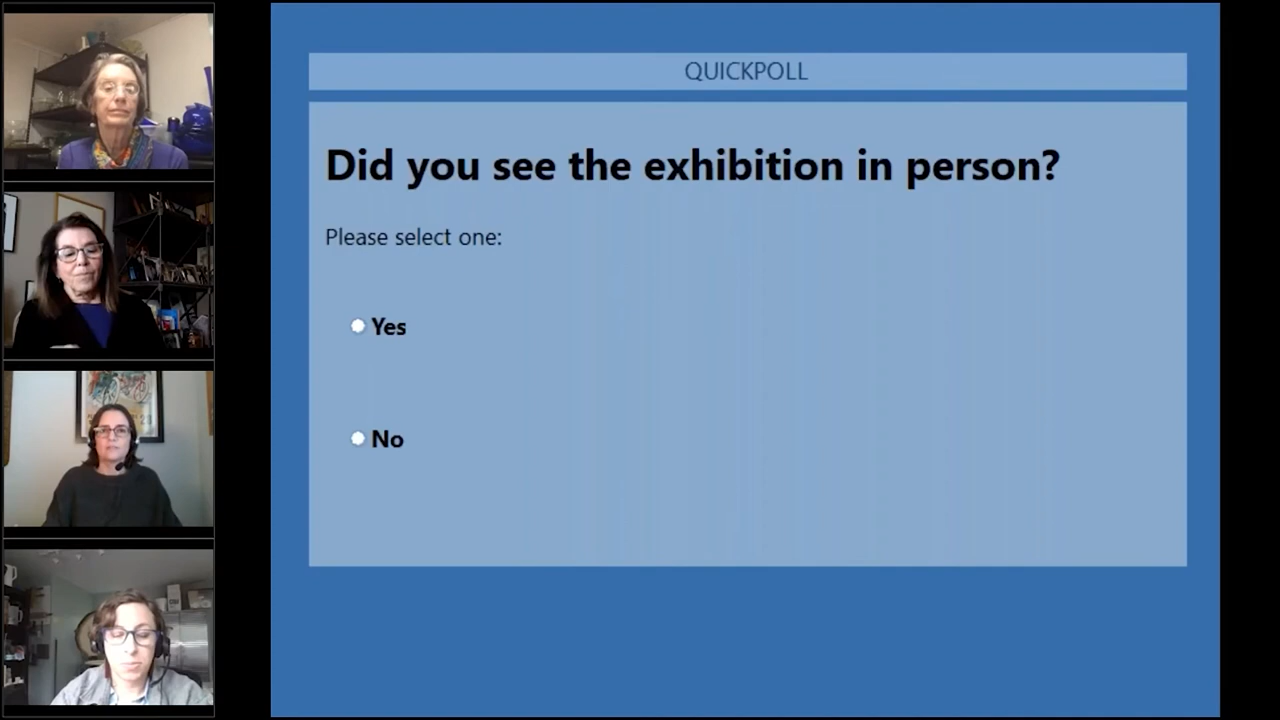 QUICKPOLL
Did you see the exhibition in person?
Please select one:
Yes
No